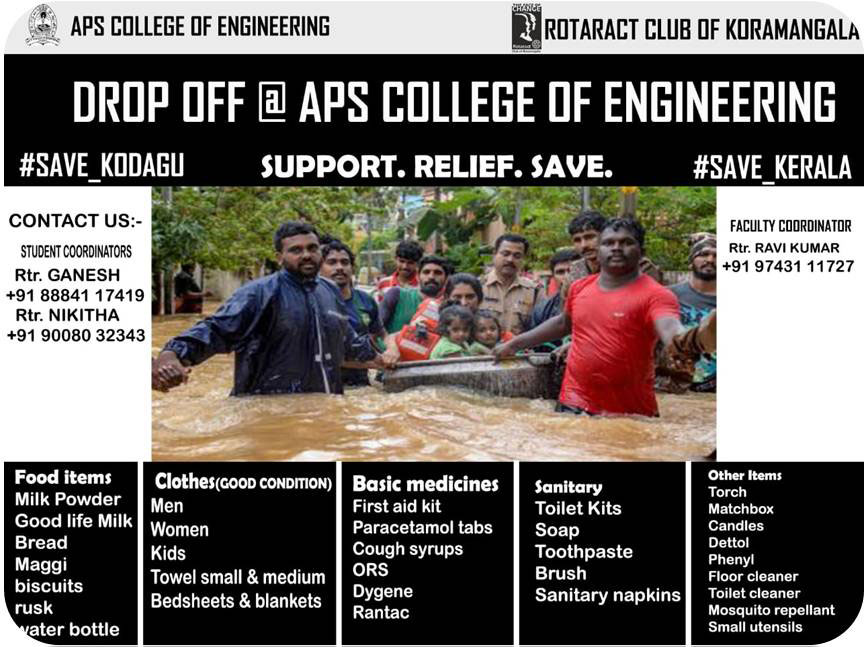 APS COLLEGE OF ENGINEERING
CHANGE
Rotaract
ROTARACT CLUB OF KORAMANGALA
DROP OFF @ APS COLLEGE OF ENGINEERING
#SAVE_KODAGU
SUPPORT. RELIEF. SAVE.
#SAVE_KERALA
CONTACT US:-
STUDENT COORDINATORS
Rtr. GANESH
+91 88841 17419
Rtr. NIKITHA
+91 90080 32343
FACULTY COORDINATOR
Rtr. RAVI KUMAR
+91 97431 11727
Food items
Milk Powder
Good life Milk
Bread
Maggi
biscuits
rusk
water bottle
Clothes(GOOD CONDITION)
Men
Women
Kids
Towel small & medium
Bedsheets & blankets
Basic medicines
First aid kit
Paracetamol tabs
Cough syrups
ORS
Dygene
Rantac
Sanitary
Toilet Kits
Soap
Toothpaste
Brush
Sanitary napkins
Other Items
Torch
Matchbox
Candles
Dettol
Phenyl
Floor cleaner
Toilet cleaner
Mosquito repellant
Small utensils